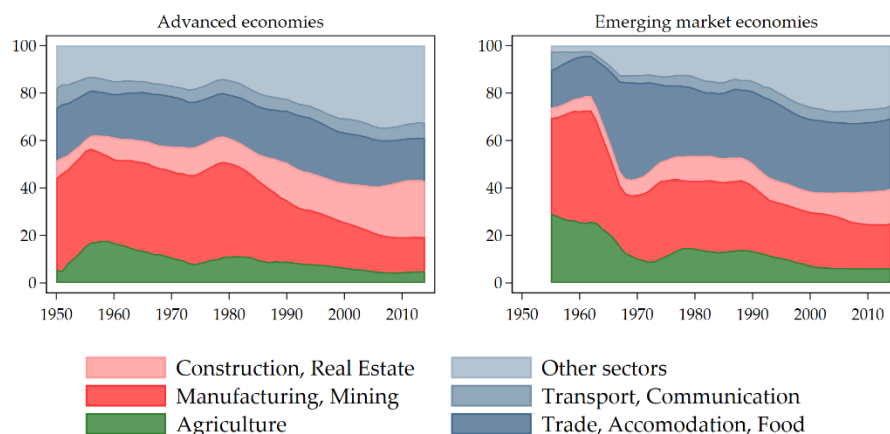 Advanced economies
Emerging market economies
100
80
60
40
20
0
1950 1960 1970 1980 1990 2000 2010
100
80
60
40
20
0
1950 1960 1970 1980 1990 2000 2010
Construction, Real Estate
Manufacturing, Mining
Agriculture
Other sectors
Transport, Communication
Trade, Accomodation, Food